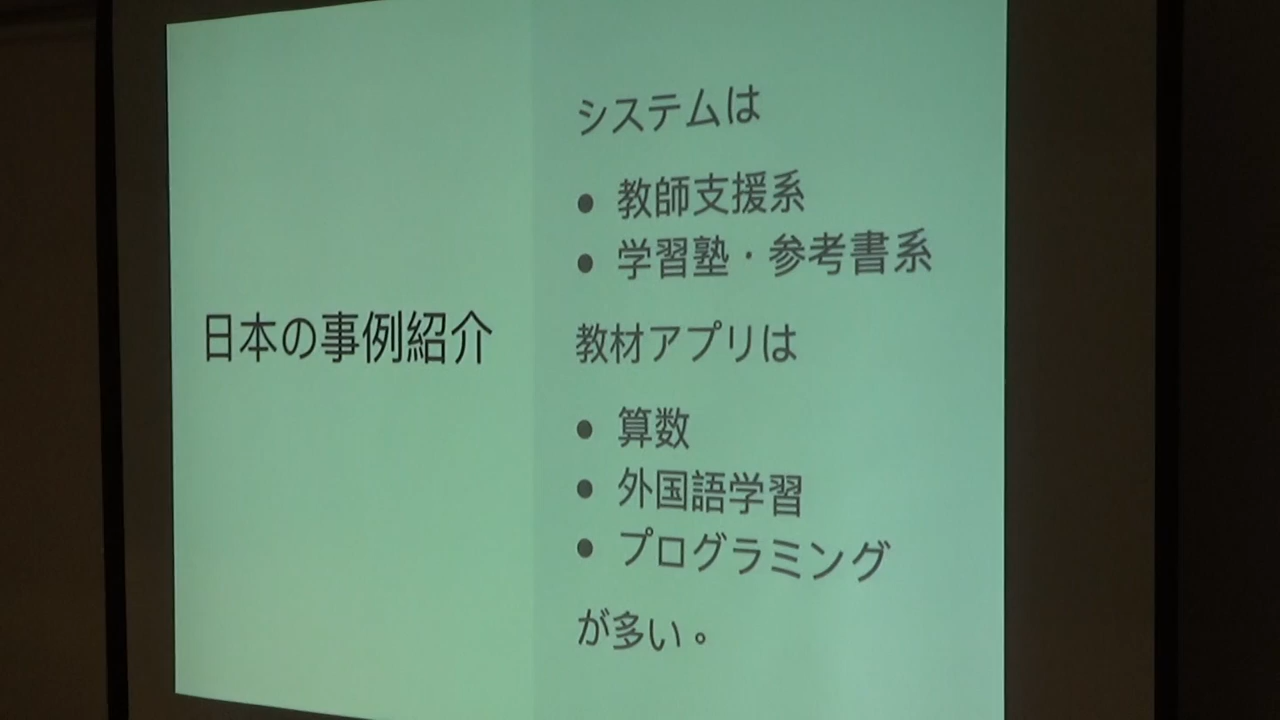 日本の事例紹介
システムは
● 教師支援系
● 学習塾・参考書系
教材アプリは
● 算数
● 外国語学習
● プログラミング
が多い。